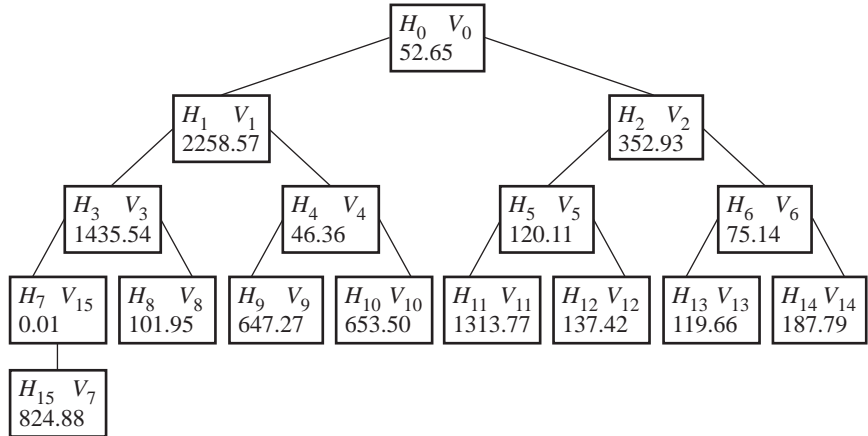 H₀ V₀
52.65
H₁ V₁
2258.57
H₂ V₂
352.93
H₃ V₃
1435.54
H₄ V₄
46.36
H₅ V₅
120.11
H₆ V₆
75.14
H₇ V₁₅
0.01
H₈ V₈
101.95
H₉ V₉
647.27
H₁₀ V₁₀
653.50
H₁₁ V₁₁
1313.77
H₁₂ V₁₂
137.42
H₁₃ V₁₃
119.66
H₁₄ V₁₄
187.79
H₁₅ V₇
824.88